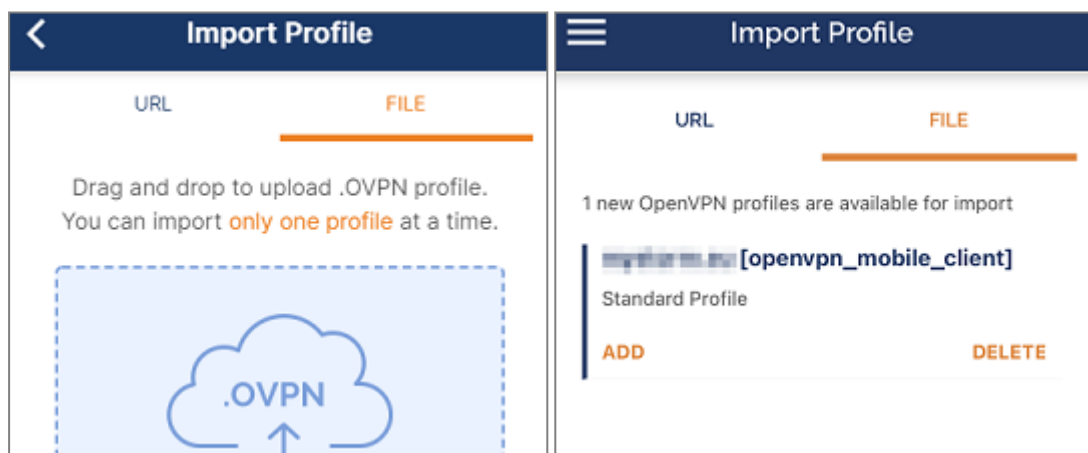 Import Profile
URL
FILE
Drag and drop to upload .OVPN profile.
You can import only one profile at a time.
.OVPN
Import Profile
URL
FILE
1 new OpenVPN profiles are available for import
[openvpn_mobile_client]
Standard Profile
ADD
DELETE